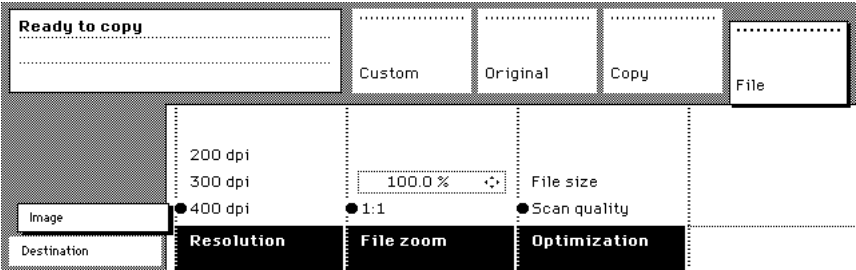 Ready to copy
Custom
Original
Copy
File
200 dpi
300 dpi
100.0 %
File size
400 dpi
1:1
Scan quality
Image
Resolution
File zoom
Optimization
Destination